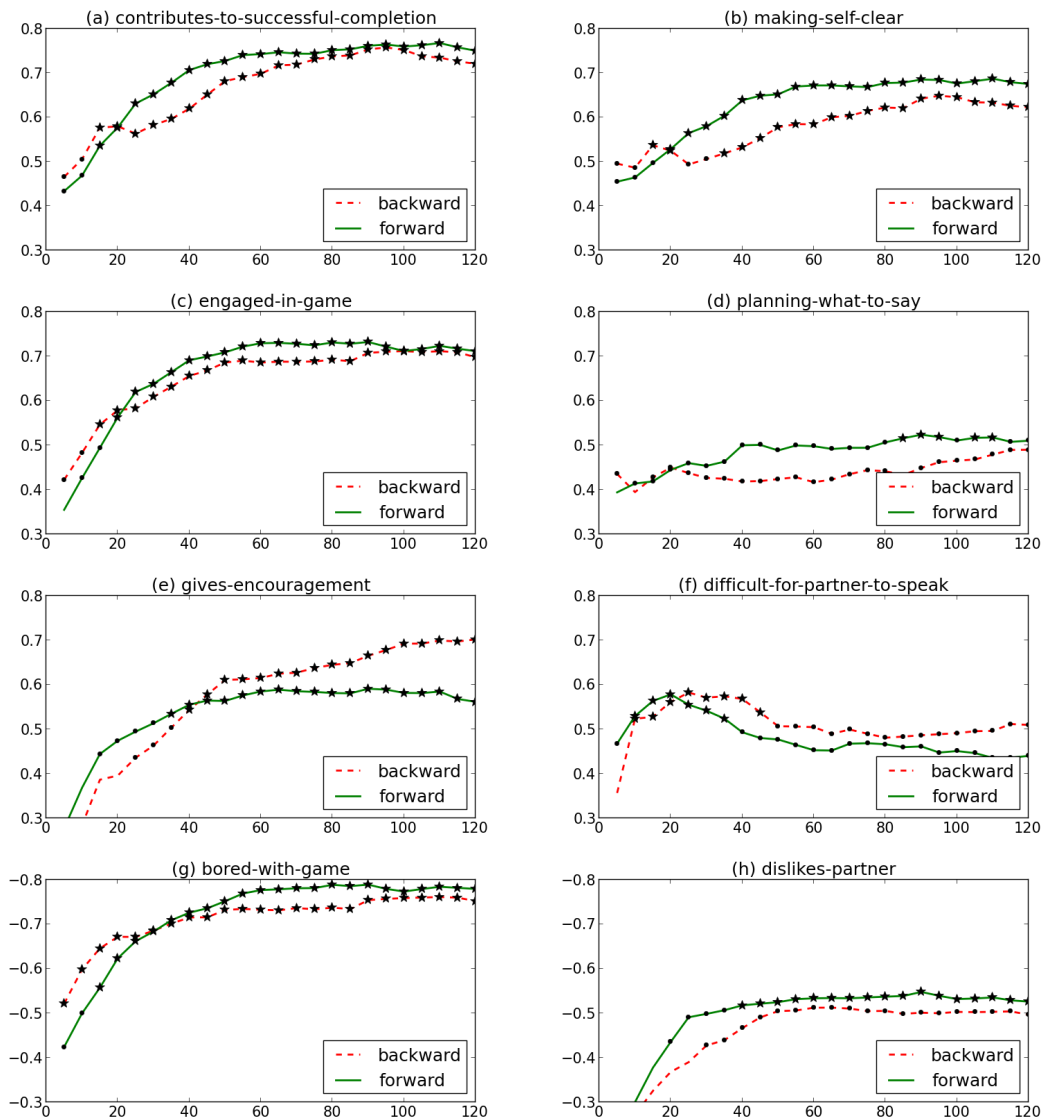 (a) contributes-to-successful-completion
0.8
0.7
0.6
0.5
0.4
0.3
backward
forward
0 20 40 60 80 100 120
(b) making-self-clear
0.8
0.7
0.6
0.5
0.4
0.3
backward
forward
0 20 40 60 80 100 120
(c) engaged-in-game
0.8
0.7
0.6
0.5
0.4
0.3
backward
forward
0 20 40 60 80 100 120
(d) planning-what-to-say
0.8
0.7
0.6
0.5
0.4
0.3
backward
forward
0 20 40 60 80 100 120
(e) gives-encouragement
0.8
0.7
0.6
0.5
0.4
0.3
backward
forward
0 20 40 60 80 100 120
(f) difficult-for-partner-to-speak
0.8
0.7
0.6
0.5
0.4
0.3
backward
forward
0 20 40 60 80 100 120
(g) bored-with-game
−0.8
−0.7
−0.6
−0.5
−0.4
−0.3
backward
forward
0 20 40 60 80 100 120
(h) dislikes-partner
−0.8
−0.7
−0.6
−0.5
−0.4
−0.3
backward
forward
0 20 40 60 80 100 120